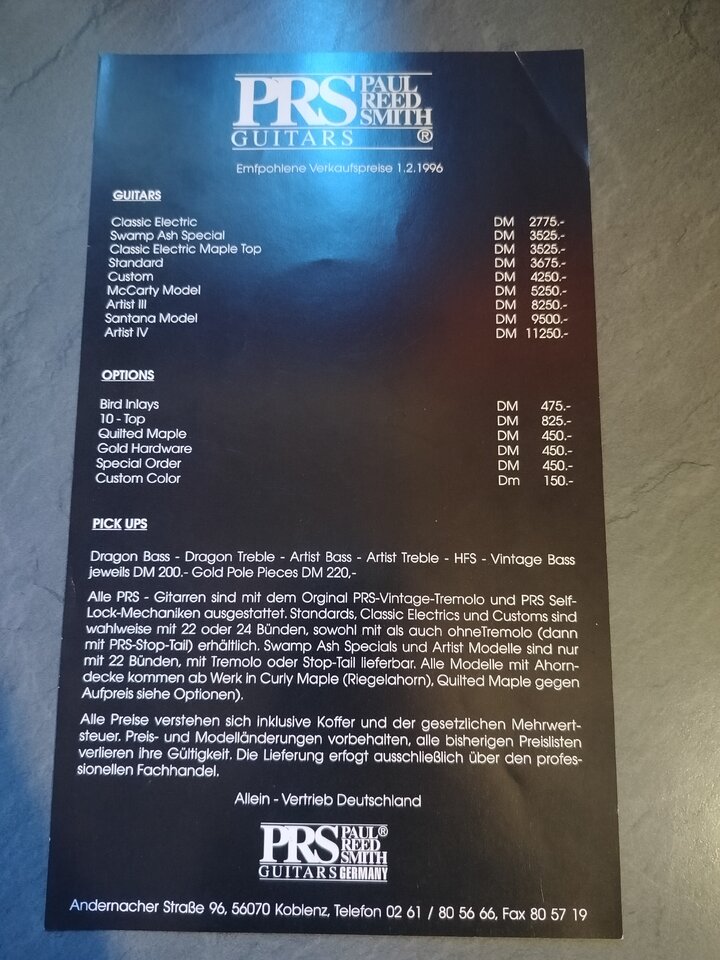 PRS PAUL REED SMITH
GUITARS ®
Emfpohlene Verkaufspreise 1.2.1996
GUITARS
Classic Electric DM 2775.-
Swamp Ash Special DM 3525.-
Classic Electric Maple Top DM 3525.-
Standard DM 3675.-
Custom DM 4250.-
McCarty Model DM 5250.-
Artist III DM 8250.-
Santana Model DM 9500.-
Artist IV DM 11250.-
OPTIONS
Bird Inlays DM 475.-
10 - Top DM 825.-
Quilted Maple DM 450.-
Gold Hardware DM 450.-
Special Order DM 450.-
Custom Color Dm 150.-
PICK UPS
Dragon Bass - Dragon Treble - Artist Bass - Artist Treble - HFS - Vintage Bass
jeweils DM 200.- Gold Pole Pieces DM 220,-
Alle PRS - Gitarren sind mit dem Orginal PRS-Vintage-Tremolo und PRS Self-
Lock-Mechaniken ausgestattet. Standards, Classic Electrics und Customs sind
wahlweise mit 22 oder 24 Bünden, sowohl mit als auch ohneTremolo (dann
mit PRS-Stop-Tail) erhältlich. Swamp Ash Specials und Artist Modelle sind nur
mit 22 Bünden, mit Tremolo oder Stop-Tail lieferbar. Alle Modelle mit Ahorn-
decke kommen ab Werk in Curly Maple (Riegelahorn), Quilted Maple gegen
Aufpreis siehe Optionen).
Alle Preise verstehen sich inklusive Koffer und der gesetzlichen Mehrwert-
steuer. Preis- und Modelländerungen vorbehalten, alle bisherigen Preislisten
verlieren ihre Gültigkeit. Die Lieferung erfogt ausschließlich über den profes-
sionellen Fachhandel.
Allein - Vertrieb Deutschland
PRS PAUL® REED SMITH
GUITARS GERMANY
Andernacher Straße 96, 56070 Koblenz, Telefon 02 61 / 80 56 66, Fax 80 57 19